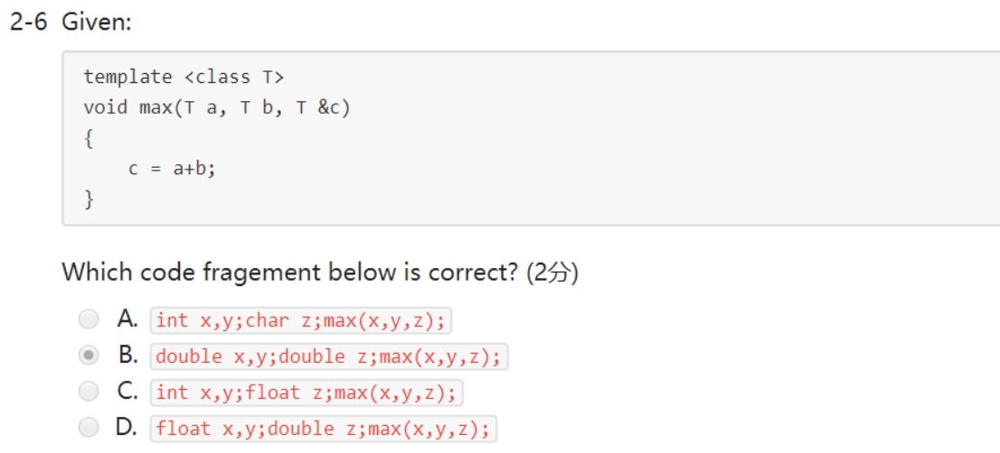 2-6 Given:
template <class T>
void max(T a, T b, T &c)
{
    c = a+b;
}
Which code fragement below is correct? (2分)
A. int x,y;char z;max(x,y,z);
B. double x,y;double z;max(x,y,z);
C. int x,y;float z;max(x,y,z);
D. float x,y;double z;max(x,y,z);